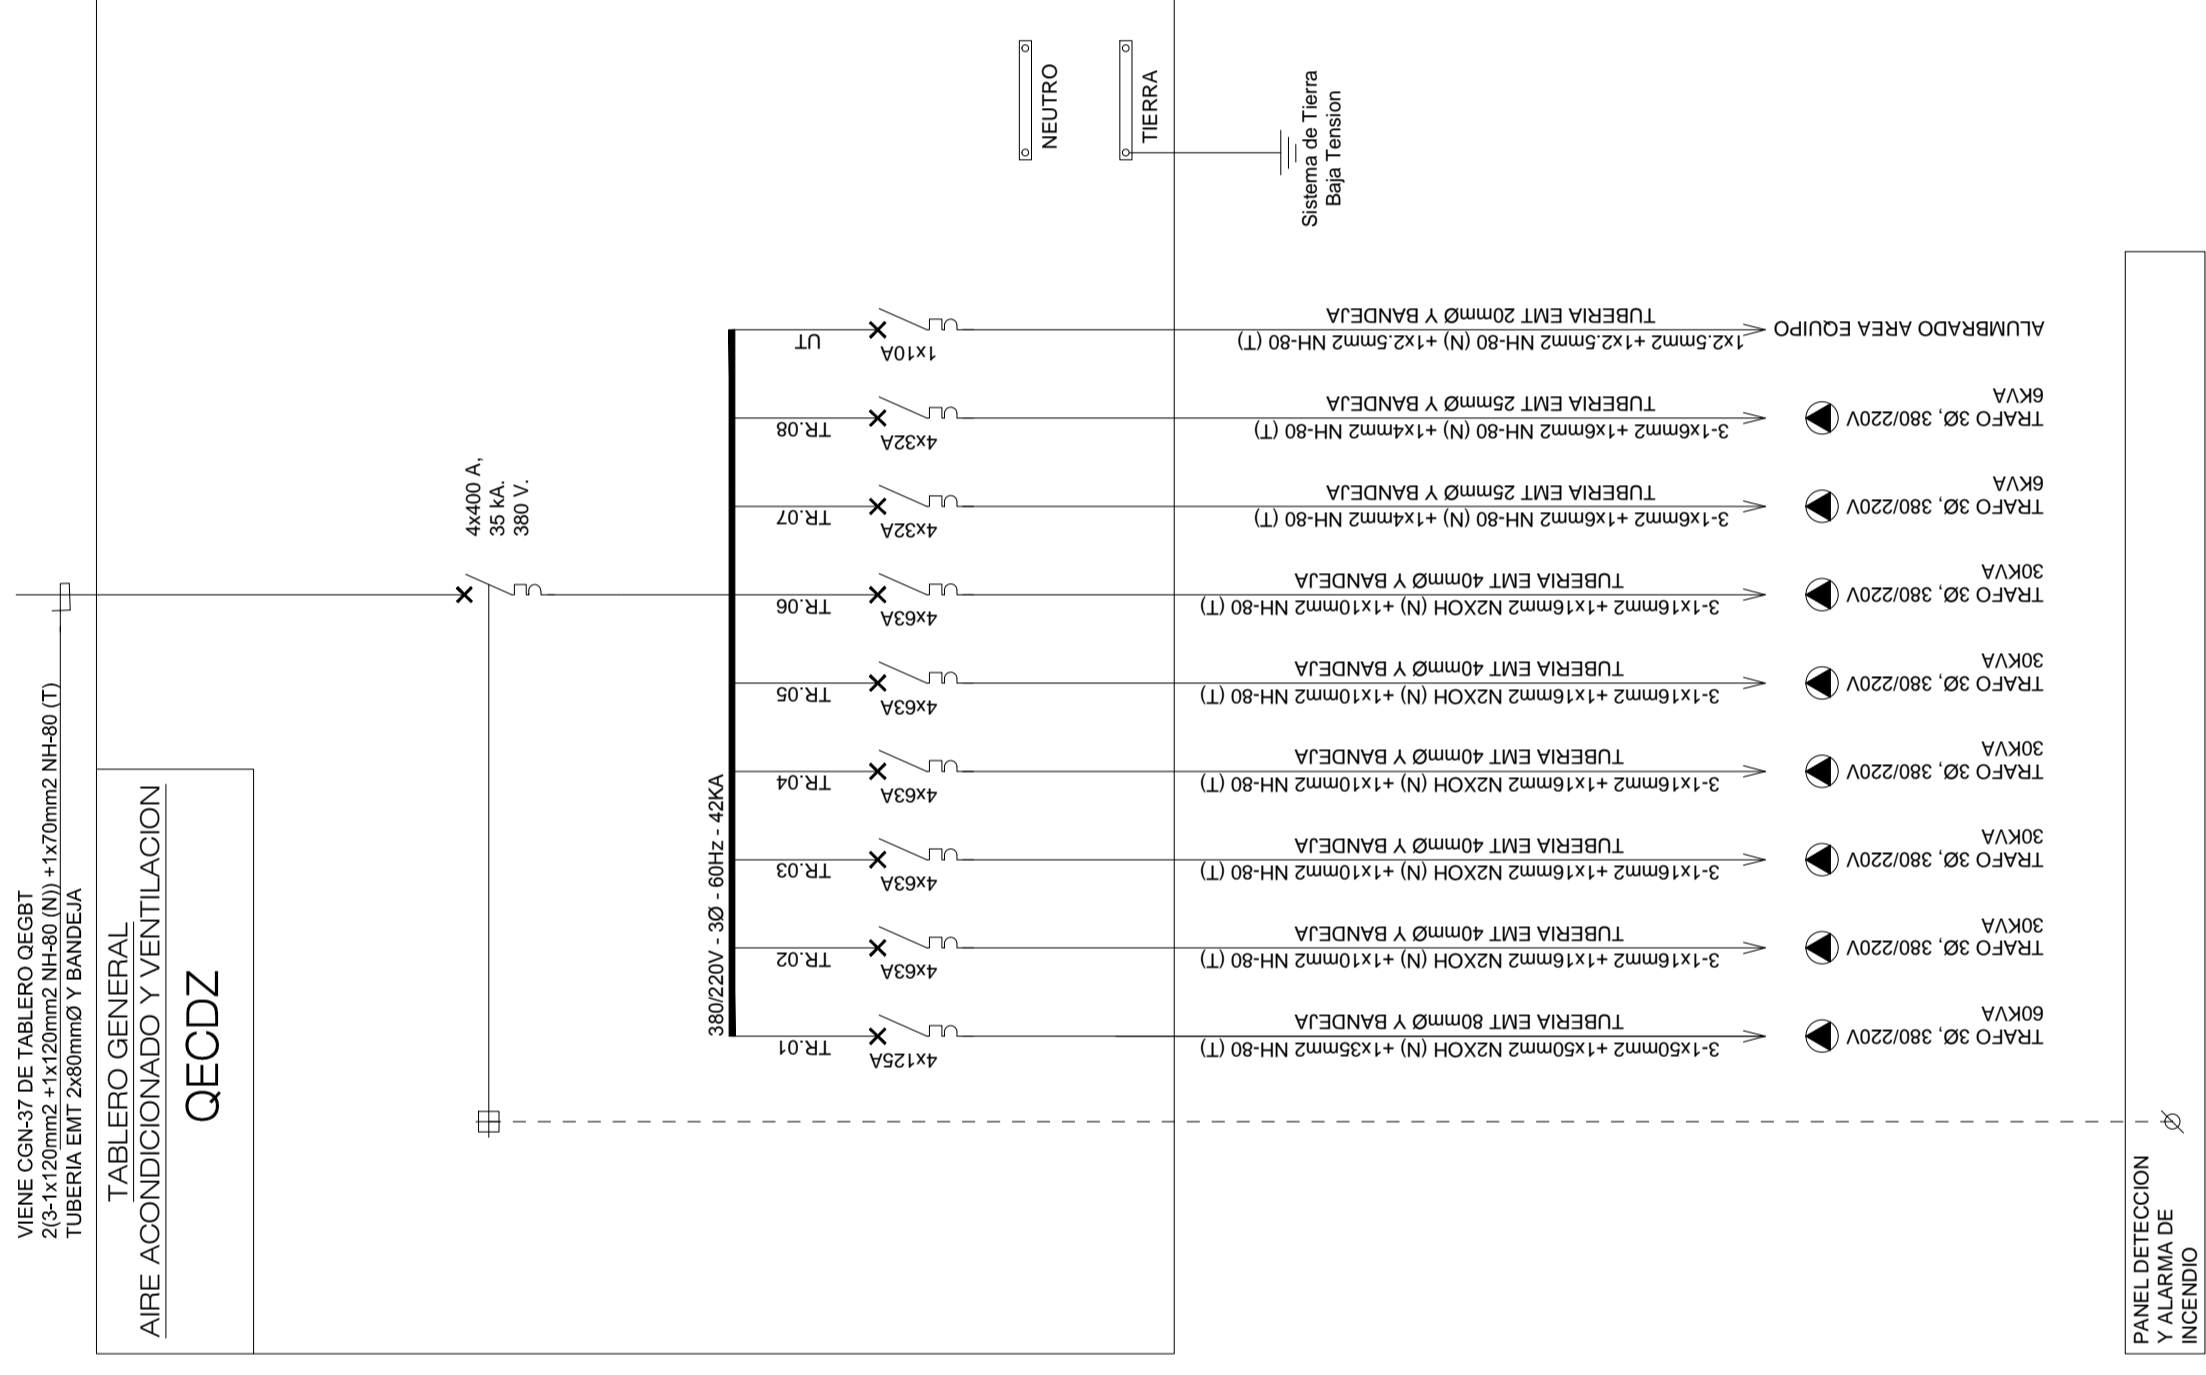 VIENE CGN-37 DE TABLERO QEGBT
2(3-1x120mm2 +1x120mm2 NH-80 (N)) +1x70mm2 NH-80 (T)
TUBERIA EMT 2x80mmØ Y BANDEJA
TABLERO GENERAL
AIRE ACONDICIONADO Y VENTILACION
QECDZ
4x400 A,
35 kA.
380 V.
380/220V - 3Ø - 60Hz - 42KA
NEUTRO
TIERRA
Sistema de Tierra
Baja Tension
TR.01
4x125A
3-1x50mm2 +1x50mm2 N2XOH (N) +1x35mm2 NH-80 (T)
TUBERIA EMT 80mmØ Y BANDEJA
TRAFO 3Ø, 380/220V
60KVA
TR.02
4x63A
3-1x16mm2 +1x16mm2 N2XOH (N) +1x10mm2 NH-80 (T)
TUBERIA EMT 40mmØ Y BANDEJA
TRAFO 3Ø, 380/220V
30KVA
TR.03
4x63A
3-1x16mm2 +1x16mm2 N2XOH (N) +1x10mm2 NH-80 (T)
TUBERIA EMT 40mmØ Y BANDEJA
TRAFO 3Ø, 380/220V
30KVA
TR.04
4x63A
3-1x16mm2 +1x16mm2 N2XOH (N) +1x10mm2 NH-80 (T)
TUBERIA EMT 40mmØ Y BANDEJA
TRAFO 3Ø, 380/220V
30KVA
TR.05
4x63A
3-1x16mm2 +1x16mm2 N2XOH (N) +1x10mm2 NH-80 (T)
TUBERIA EMT 40mmØ Y BANDEJA
TRAFO 3Ø, 380/220V
30KVA
TR.06
4x63A
3-1x16mm2 +1x16mm2 N2XOH (N) +1x10mm2 NH-80 (T)
TUBERIA EMT 40mmØ Y BANDEJA
TRAFO 3Ø, 380/220V
30KVA
TR.07
4x32A
3-1x6mm2 +1x6mm2 NH-80 (N) +1x4mm2 NH-80 (T)
TUBERIA EMT 25mmØ Y BANDEJA
TRAFO 3Ø, 380/220V
6KVA
TR.08
4x32A
3-1x6mm2 +1x6mm2 NH-80 (N) +1x4mm2 NH-80 (T)
TUBERIA EMT 25mmØ Y BANDEJA
TRAFO 3Ø, 380/220V
6KVA
UT
1x10A
1x2.5mm2 +1x2.5mm2 NH-80 (N) +1x2.5mm2 NH-80 (T)
TUBERIA EMT 20mmØ Y BANDEJA
ALUMBRADO AREA EQUIPO
PANEL DETECCION
Y ALARMA DE
INCENDIO